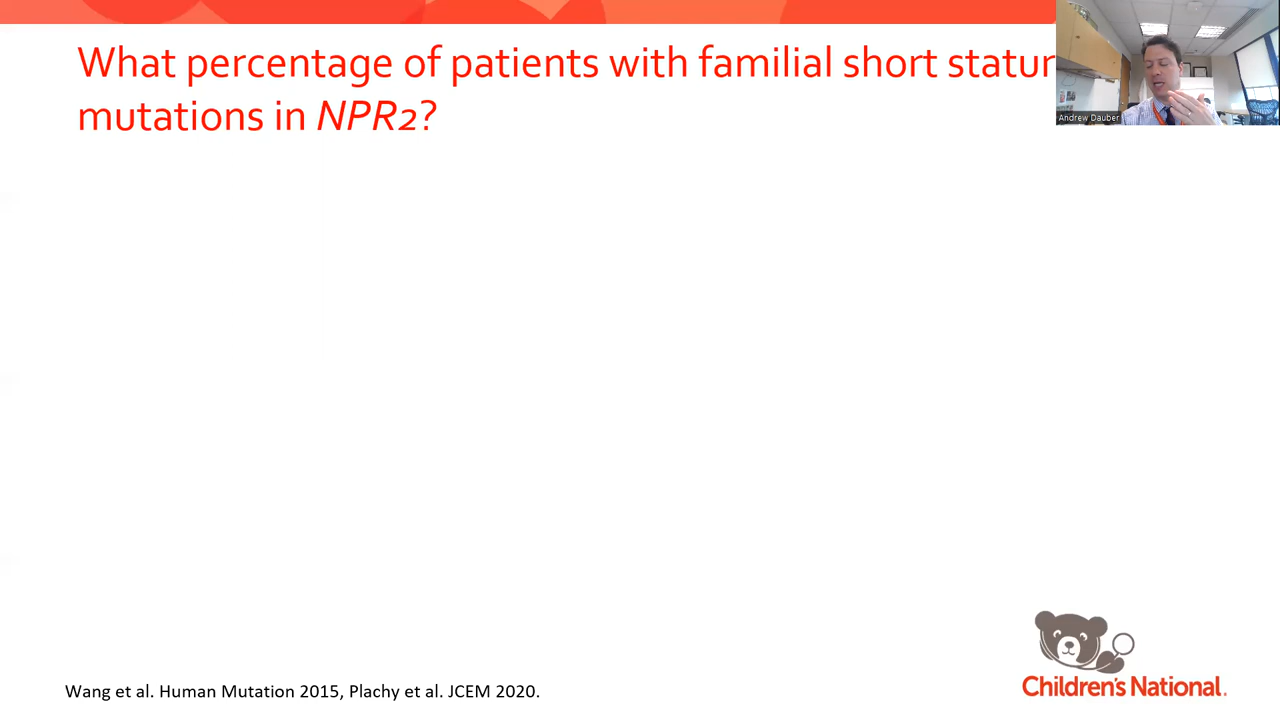 What percentage of patients with familial short statur
mutations in NPR2?
Andrew Dauber
Children's National.
Wang et al. Human Mutation 2015, Plachy et al. JCEM 2020.